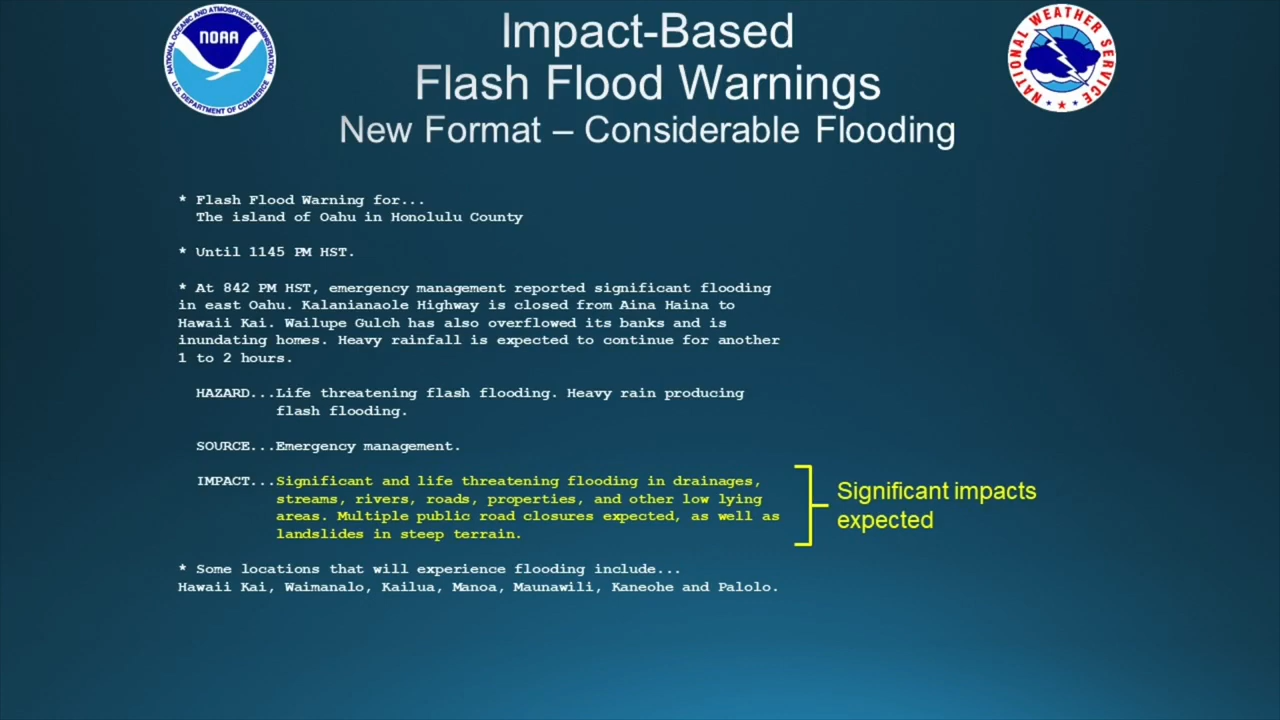 NATIONAL OCEANIC AND ATMOSPHERIC ADMINISTRATION
NOAA
U.S. DEPARTMENT OF COMMERCE
Impact-Based
Flash Flood Warnings
New Format – Considerable Flooding
NATIONAL WEATHER SERVICE
* Flash Flood Warning for...
The island of Oahu in Honolulu County
* Until 1145 PM HST.
* At 842 PM HST, emergency management reported significant flooding
in east Oahu. Kalanianaole Highway is closed from Aina Haina to
Hawaii Kai. Wailupe Gulch has also overflowed its banks and is
inundating homes. Heavy rainfall is expected to continue for another
1 to 2 hours.
HAZARD...Life threatening flash flooding. Heavy rain producing
flash flooding.
SOURCE...Emergency management.
IMPACT...Significant and life threatening flooding in drainages,
streams, rivers, roads, properties, and other low lying
areas. Multiple public road closures expected, as well as
landslides in steep terrain.
Significant impacts
expected
* Some locations that will experience flooding include...
Hawaii Kai, Waimanalo, Kailua, Manoa, Maunawili, Kaneohe and Palolo.